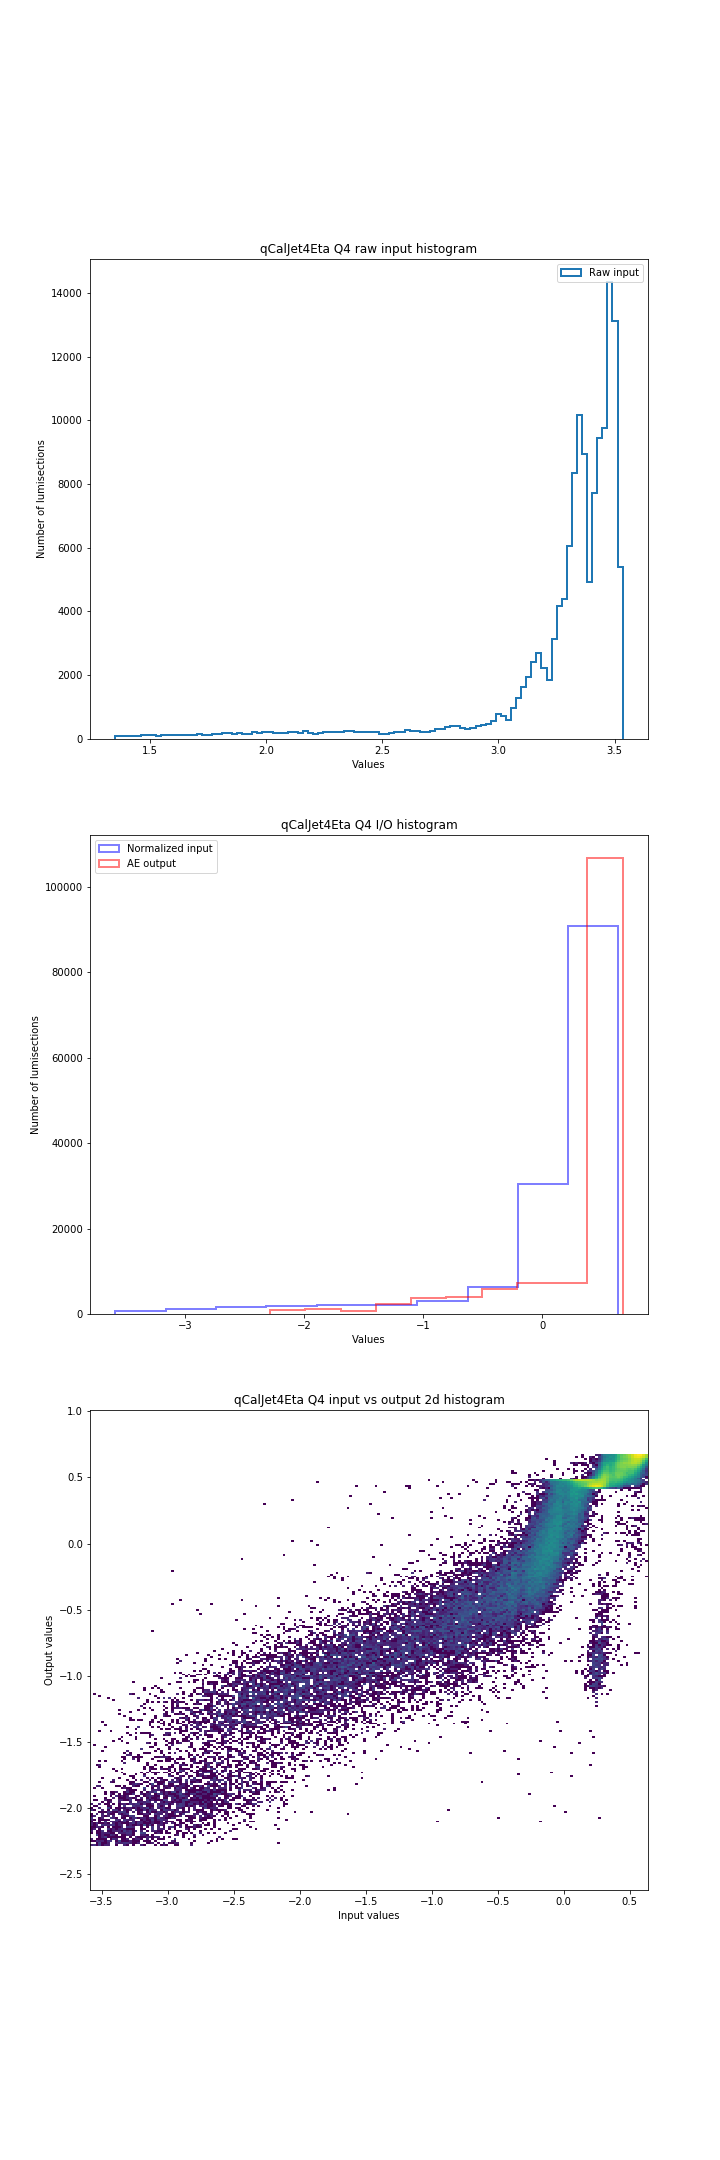 qCalJet4Eta Q4 raw input histogram
Raw input
14000
12000
10000
8000
6000
4000
2000
0
Number of lumisections
1.5 2.0 2.5 3.0 3.5
Values
qCalJet4Eta Q4 I/O histogram
Normalized input
AE output
100000
80000
60000
40000
20000
0
Number of lumisections
−3 −2 −1 0
Values
qCalJet4Eta Q4 input vs output 2d histogram
1.0
0.5
0.0
−0.5
−1.0
−1.5
−2.0
−2.5
Output values
−3.5 −3.0 −2.5 −2.0 −1.5 −1.0 −0.5 0.0 0.5
Input values